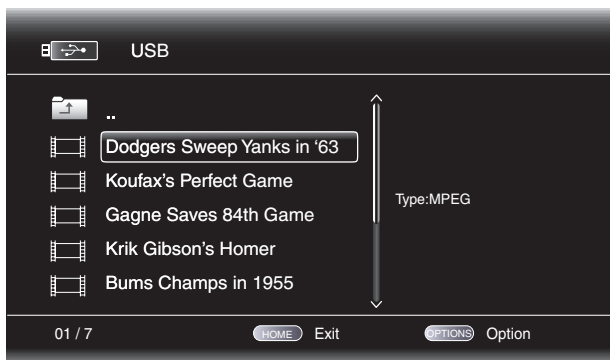 USB
..
Dodgers Sweep Yanks in ‘63
Koufax’s Perfect Game
Gagne Saves 84th Game
Krik Gibson’s Homer
Bums Champs in 1955
Type:MPEG
01 / 7 HOME Exit OPTIONS Option